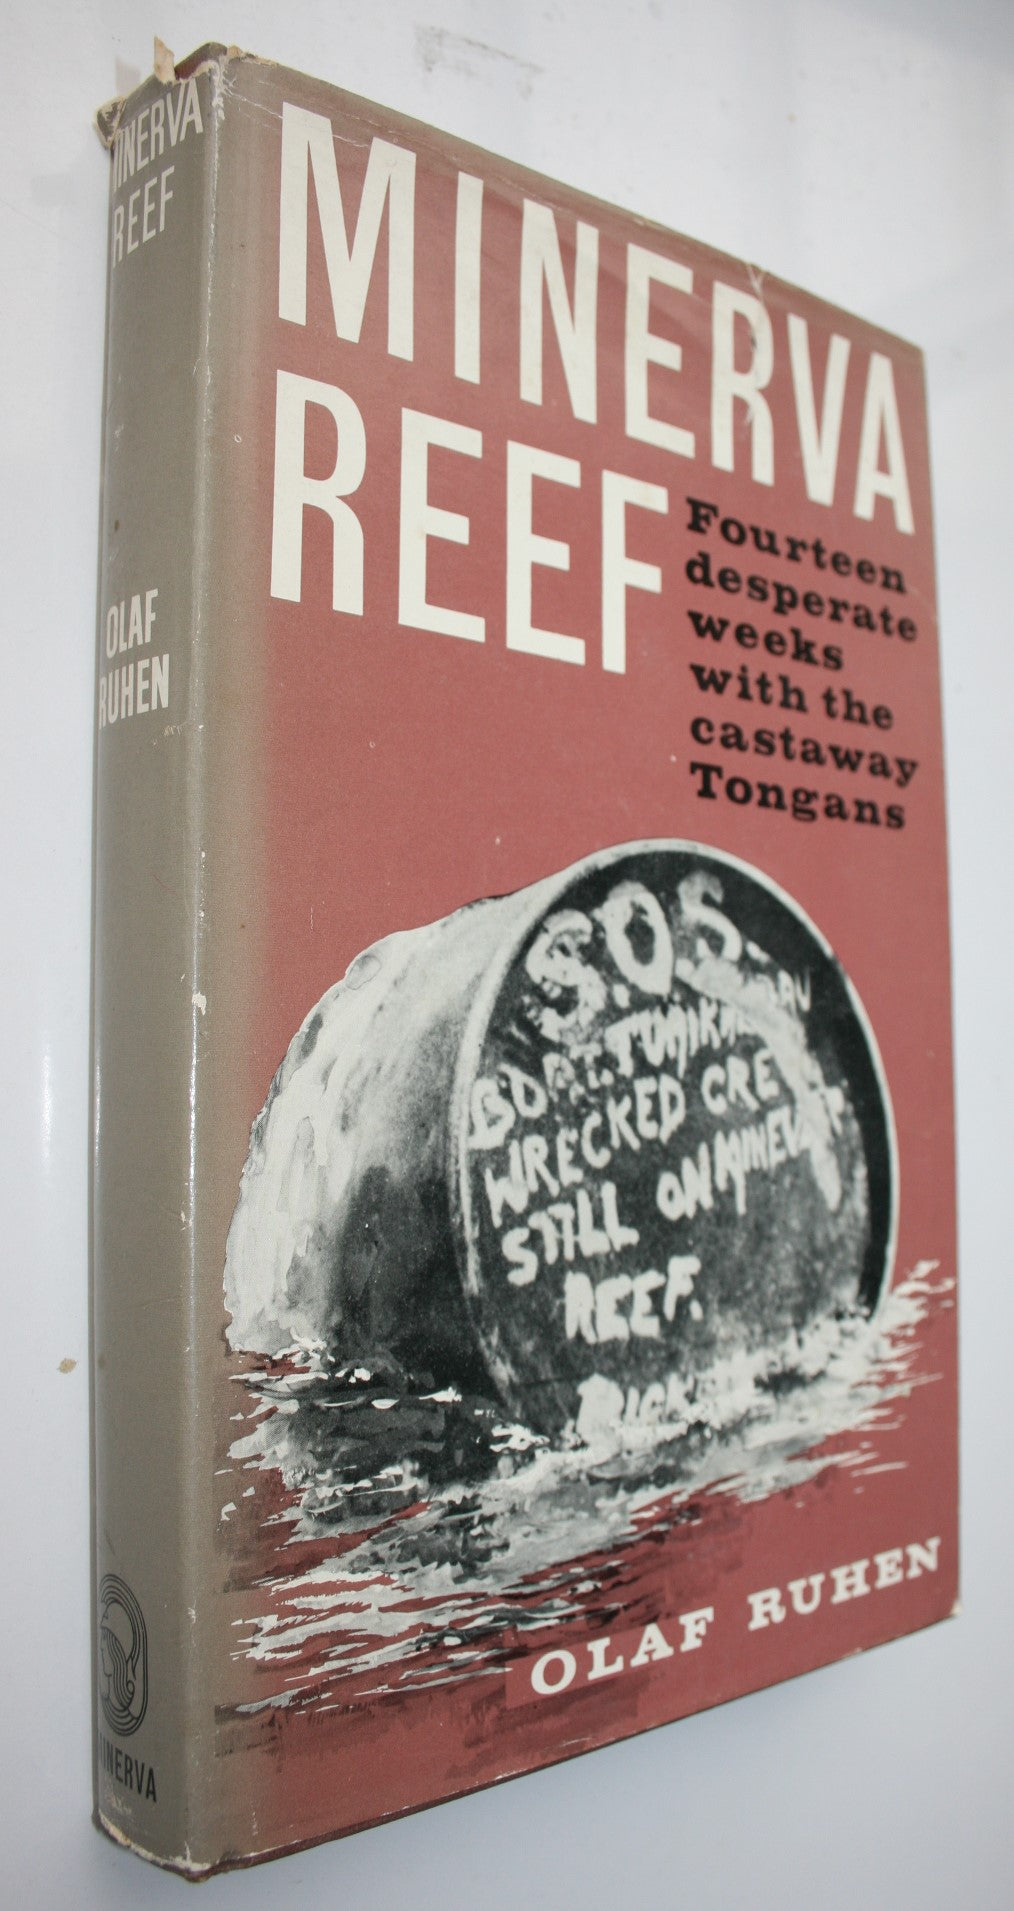 MINERVA
REEF
OLAF
RUHEN
MINERVA
MINERVA
REEF
Fourteen
desperate
weeks
with the
castaway
Tongans
S.O.S.
WRECKED CRE
STILL ON MINEV
REEF.
OLAF RUHEN